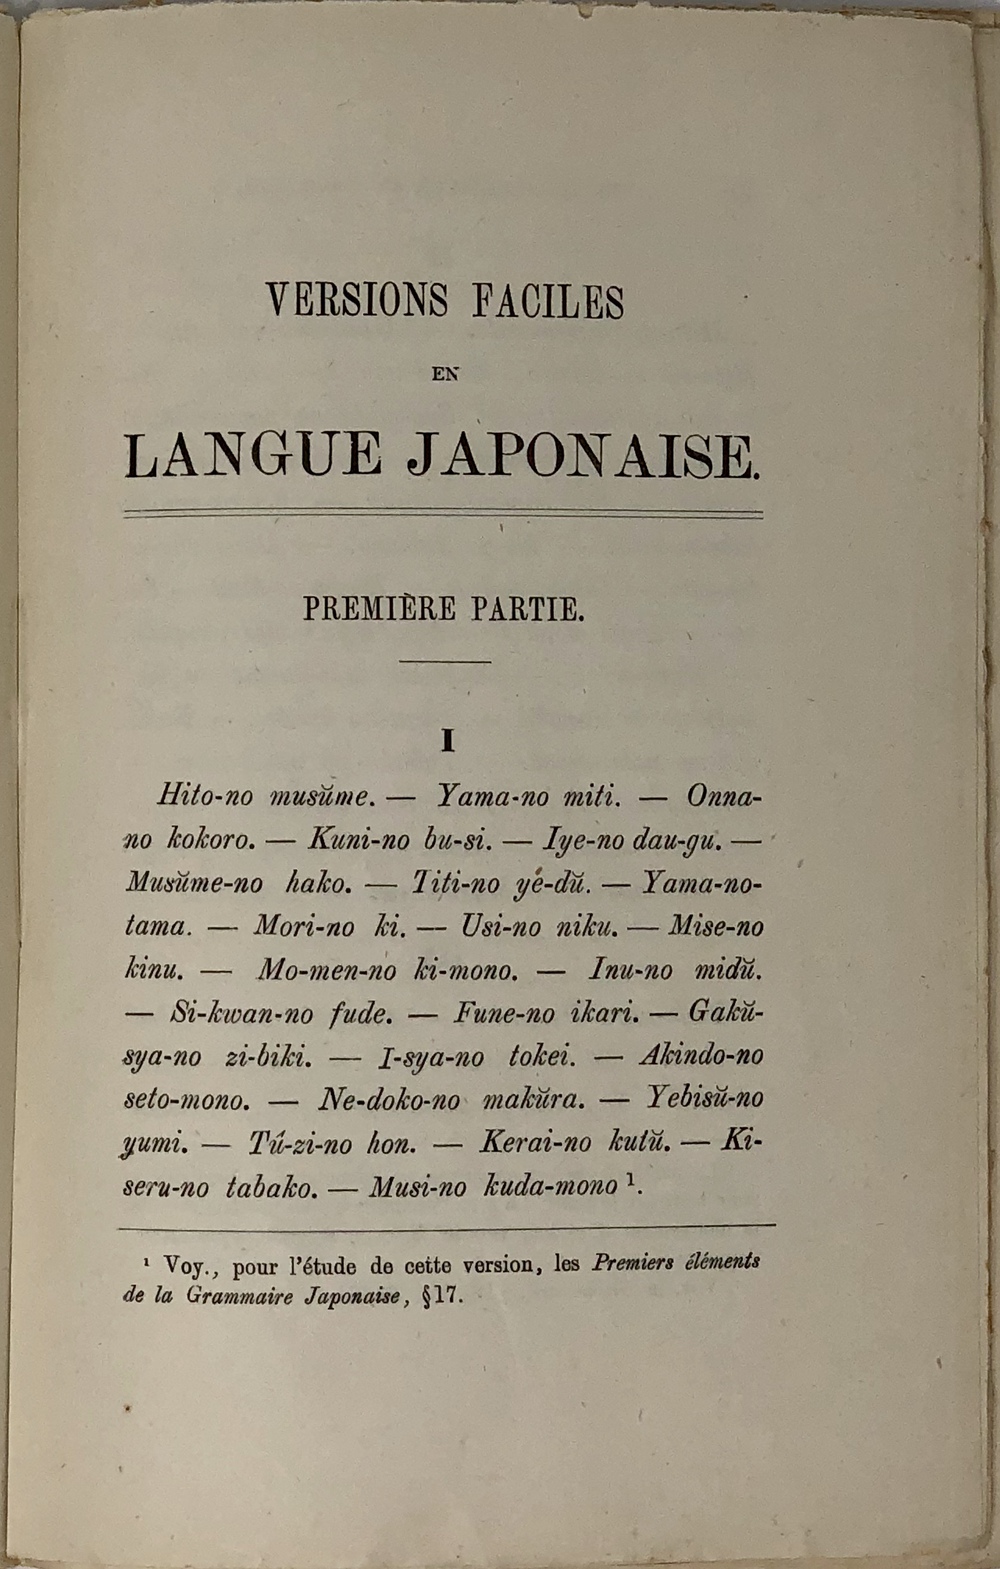 VERSIONS FACILES
EN
LANGUE JAPONAISE.
PREMIÈRE PARTIE.
I
Hito-no musŭme. — Yama-no miti. — Onna-
no kokoro. — Kuni-no bu-si. — Iye-no dau-gu. —
Musŭme-no hako. — Titi-no yé-dŭ. — Yama-no-
tama. — Mori-no ki. — Usi-no niku. — Mise-no
kinu. — Mo-men-no ki-mono. — Inu-no midŭ.
— Si-kwan-no fude. — Fune-no ikari. — Gakŭ-
sya-no zi-biki. — I-sya-no tokei. — Akindo-no
seto-mono. — Ne-doko-no makŭra. — Yebisŭ-no
yumi. — Tú-zi-no hon. — Kerai-no kutŭ. — Ki-
seru-no tabako. — Musi-no kuda-mono ¹.
¹ Voy., pour l'étude de cette version, les Premiers éléments
de la Grammaire Japonaise, §17.